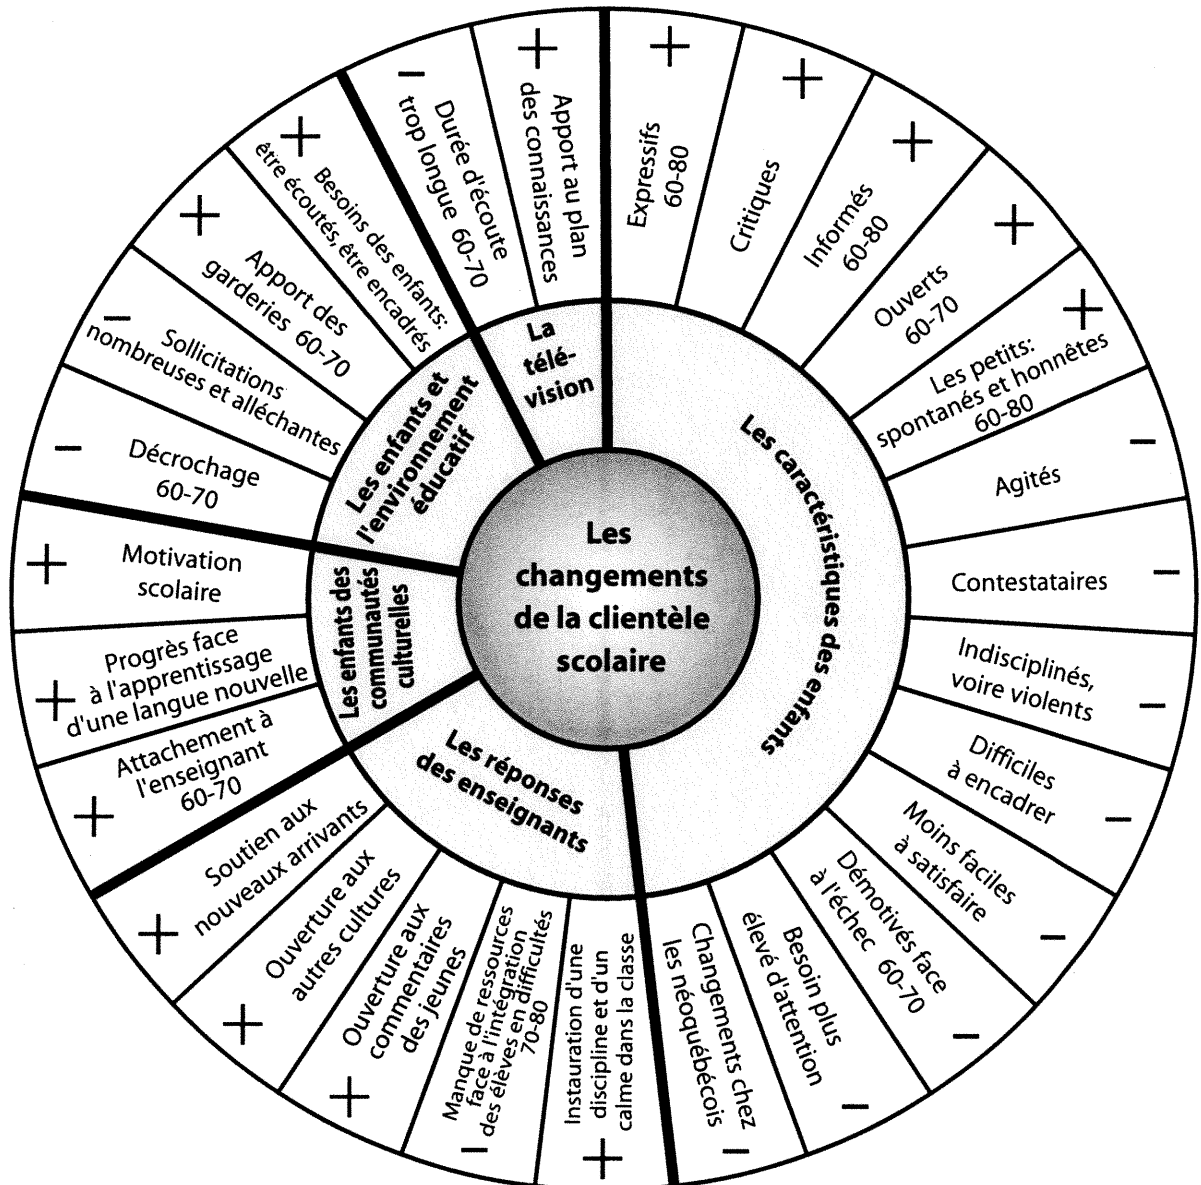 Les
changements
de la clientèle
scolaire
Les caractéristiques des enfants
+
Expressifs
60-80
+
Critiques
+
Informés
60-80
+
Ouverts
60-70
+
Les petits:
spontanés et honnêtes
60-80
−
Agités
−
Contestataires
−
Indisciplinés,
voire violents
−
Difficiles
à encadrer
−
Moins faciles
à satisfaire
−
Démotivés face
à l'échec 60-70
−
Besoin plus
élevé d'attention
−
Changements chez
les néoquébécois
−
Les réponses
des enseignants
Instauration d'une
discipline et d'un
calme dans la classe
+
Manque de ressources
face à l'intégration
des élèves en difficultés
70-80
−
Ouverture aux
commentaires
des jeunes
+
Ouverture aux
autres cultures
+
Soutien aux
nouveaux arrivants
+
Les enfants des
communautés
culturelles
Attachement à
l'enseignant
60-70
+
Progrès face
à l'apprentissage
d'une langue nouvelle
+
Motivation
scolaire
+
Les enfants et
l'environnement
éducatif
Décrochage
60-70
−
Sollicitations
nombreuses et alléchantes
−
Apport des
garderies 60-70
+
Besoins des enfants:
être écoutés, être encadrés
+
La
télé-
vision
Durée d'écoute
trop longue 60-70
−
Apport au plan
des connaissances
+